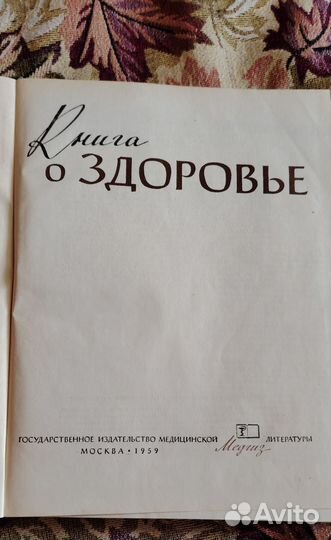 Книга
о ЗДОРОВЬЕ
ГОСУДАРСТВЕННОЕ ИЗДАТЕЛЬСТВО МЕДИЦИНСКОЙ ЛИТЕРАТУРЫ
Медгиз
МОСКВА • 1959
Avito